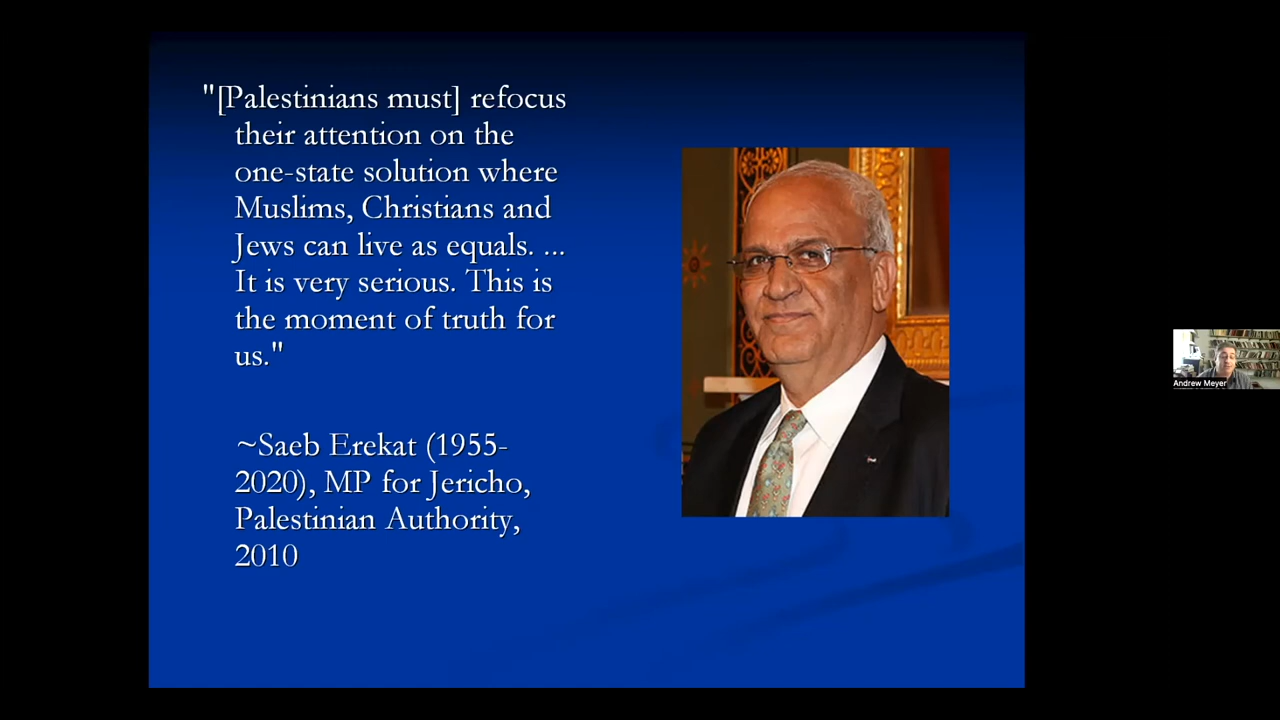 "[Palestinians must] refocus
their attention on the
one-state solution where
Muslims, Christians and
Jews can live as equals. ...
It is very serious. This is
the moment of truth for
us."
~Saeb Erekat (1955-
2020), MP for Jericho,
Palestinian Authority,
2010
Andrew Meyer